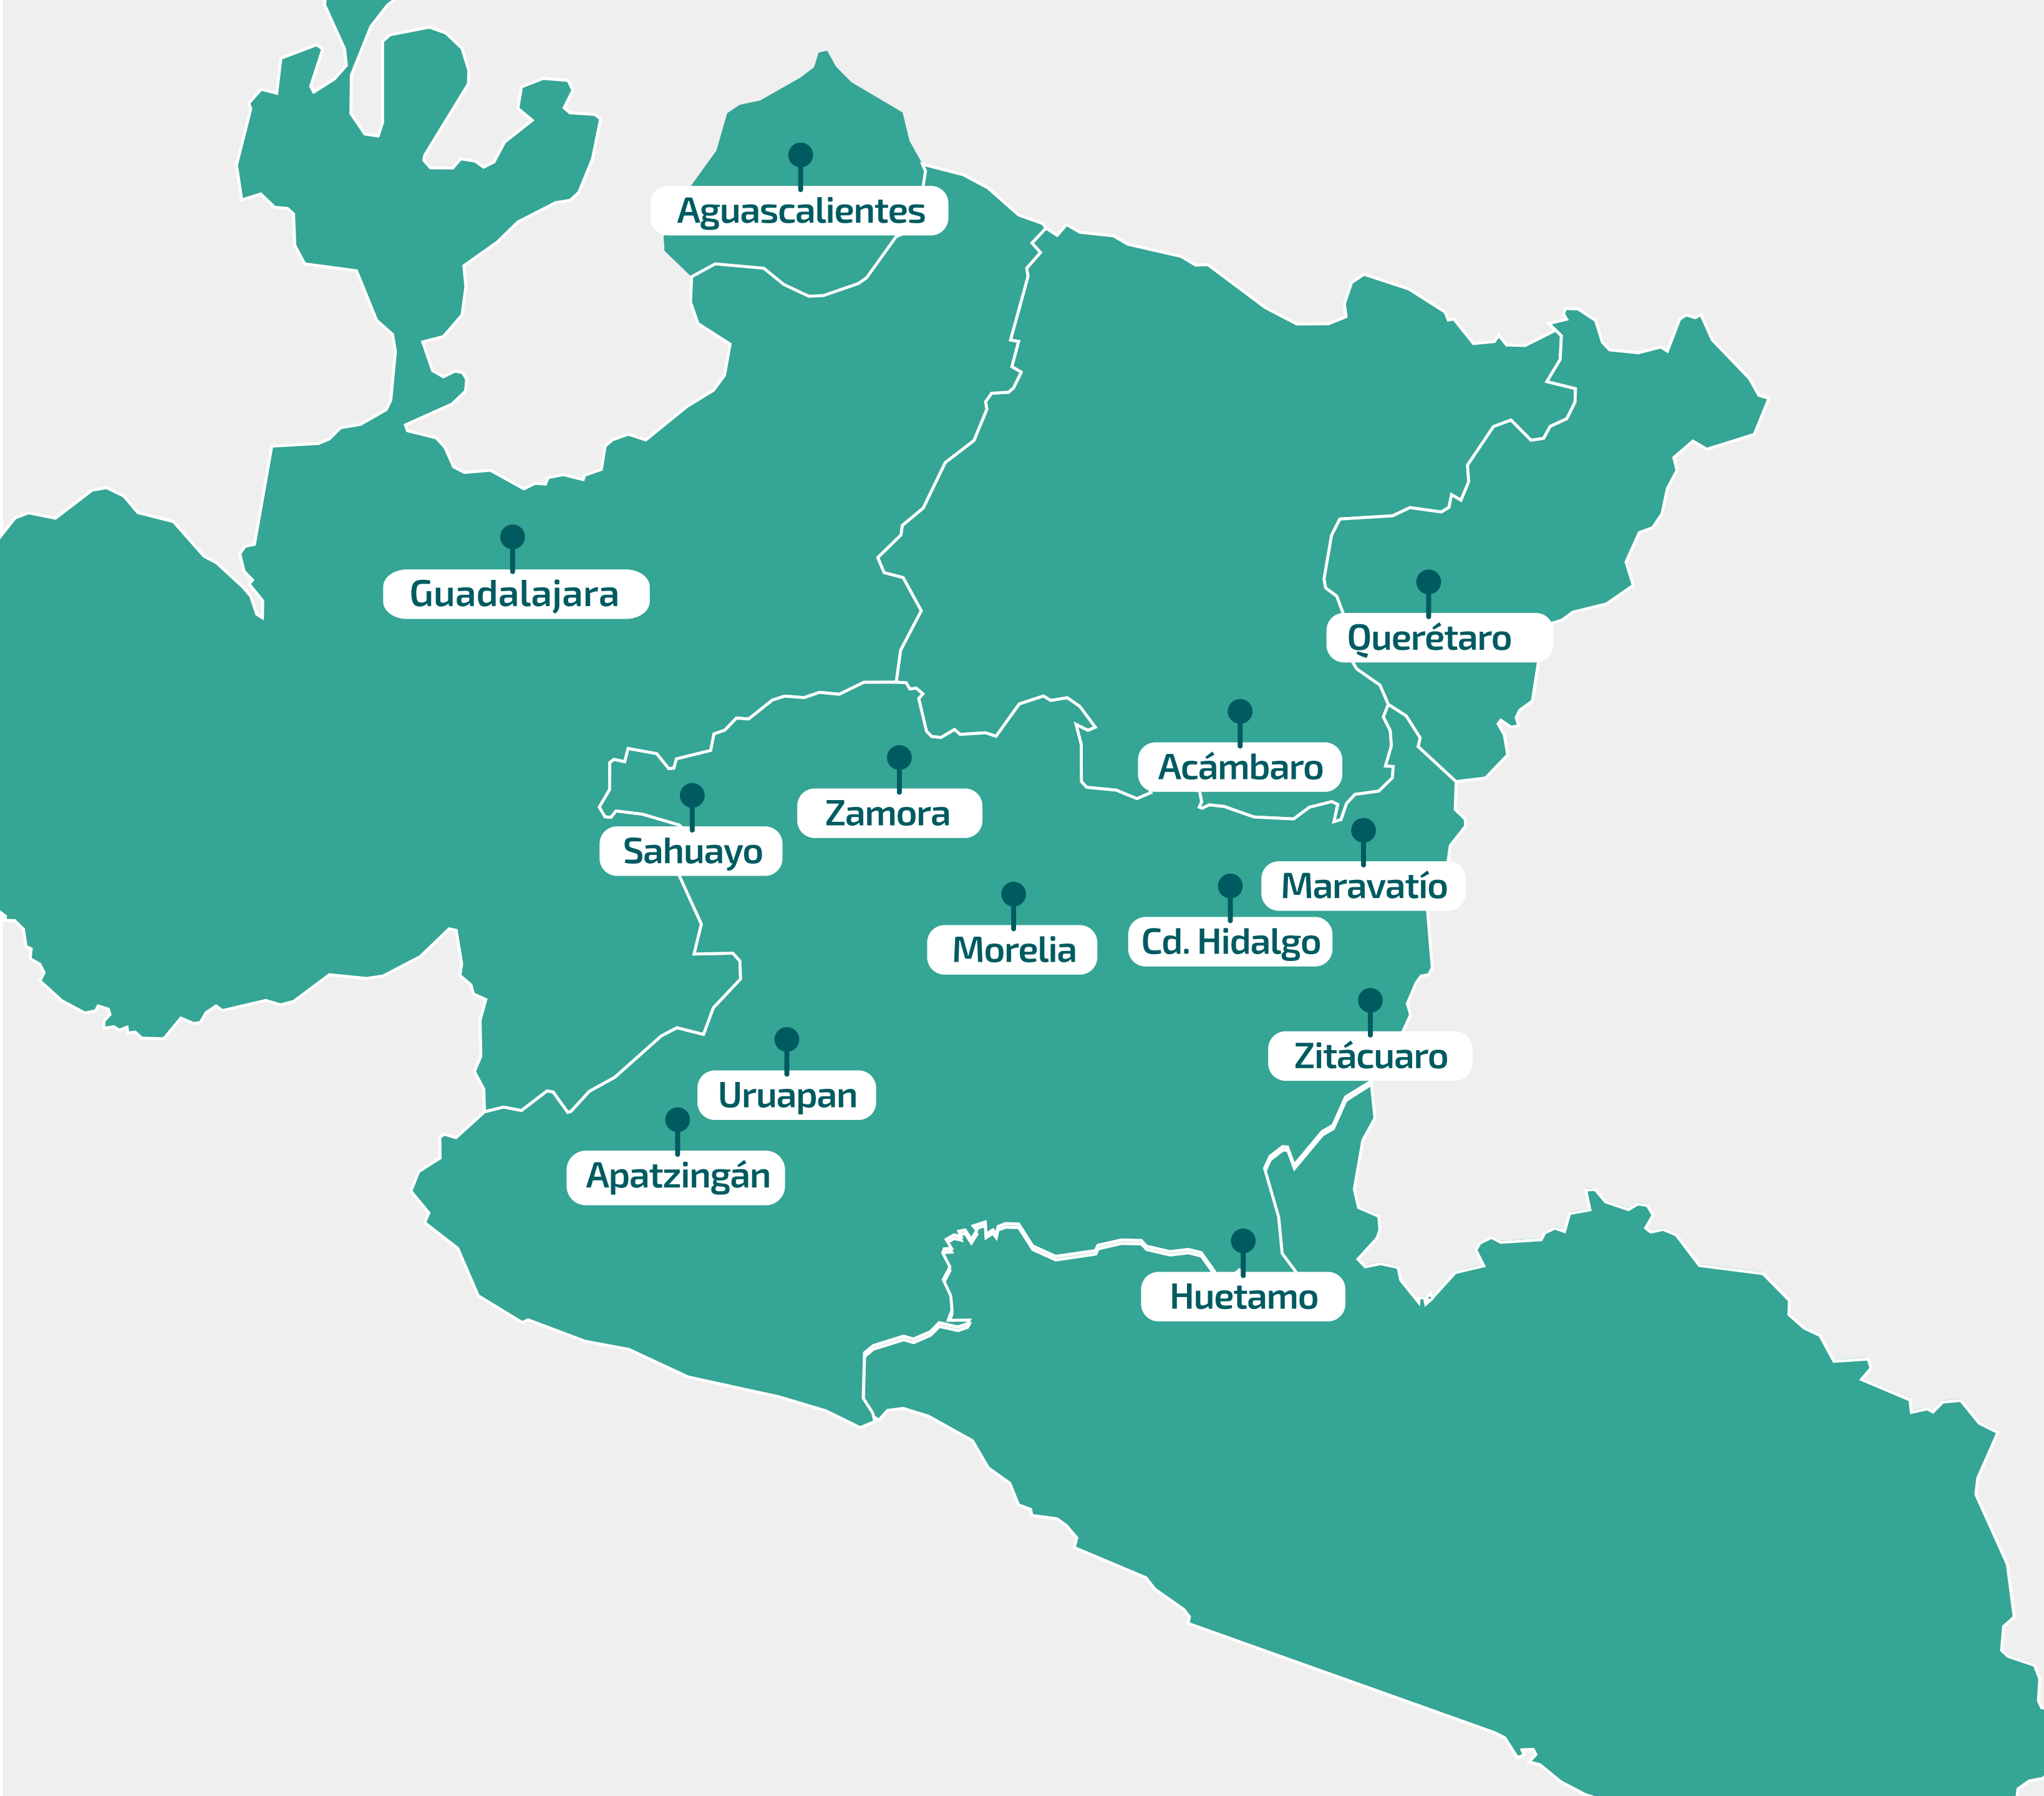 Aguascalientes
Guadalajara
Querétaro
Acámbaro
Zamora
Sahuayo
Maravatío
Morelia
Cd. Hidalgo
Zitácuaro
Uruapan
Apatzingán
Huetamo